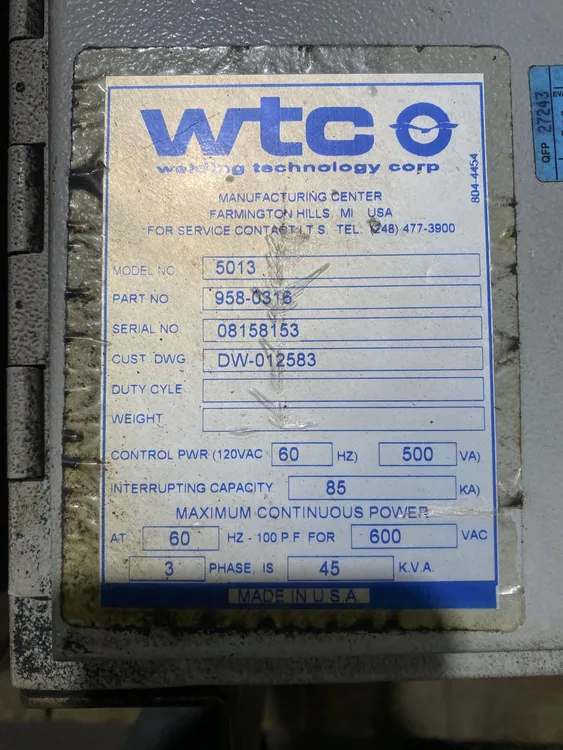 wtc
welding technology corp
804-4454
MANUFACTURING CENTER
FARMINGTON HILLS, MI USA
FOR SERVICE CONTACT I.T.S. TEL. (248) 477-3900
MODEL NO. 5013
PART NO 958-0316
SERIAL NO. 08158153
CUST DWG DW-012583
DUTY CYLE
WEIGHT
CONTROL PWR (120VAC 60 HZ) 500 VA)
INTERRUPTING CAPACITY 85 KA)
MAXIMUM CONTINUOUS POWER
AT 60 HZ - 100 P.F. FOR 600 VAC
3 PHASE, IS 45 K.V.A.
MADE IN U.S.A.
QFP 27243